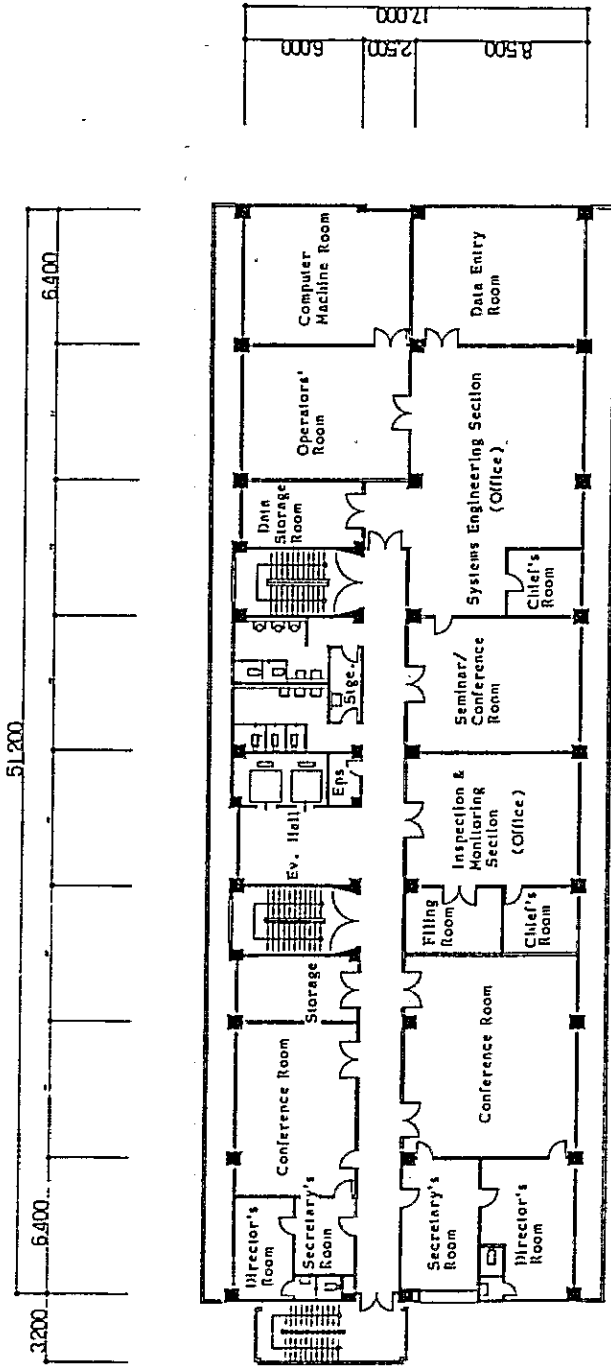 17.000
6.000
2.500
8.500
51.200
6.400
6.400
3.200
Director's
Room
Secretary's
Room
Conference Room
Storage
Ev. Hall
Eps
Stge.
Data
Storage
Room
Operators'
Room
Computer
Machine Room
Secretary's
Room
Director's
Room
Conference Room
Filing
Room
Chief's
Room
Inspection &
Monitoring
Section
(Office)
Seminar/
Conference
Room
Chief's
Room
Systems Engineering Section
(Office)
Data Entry
Room